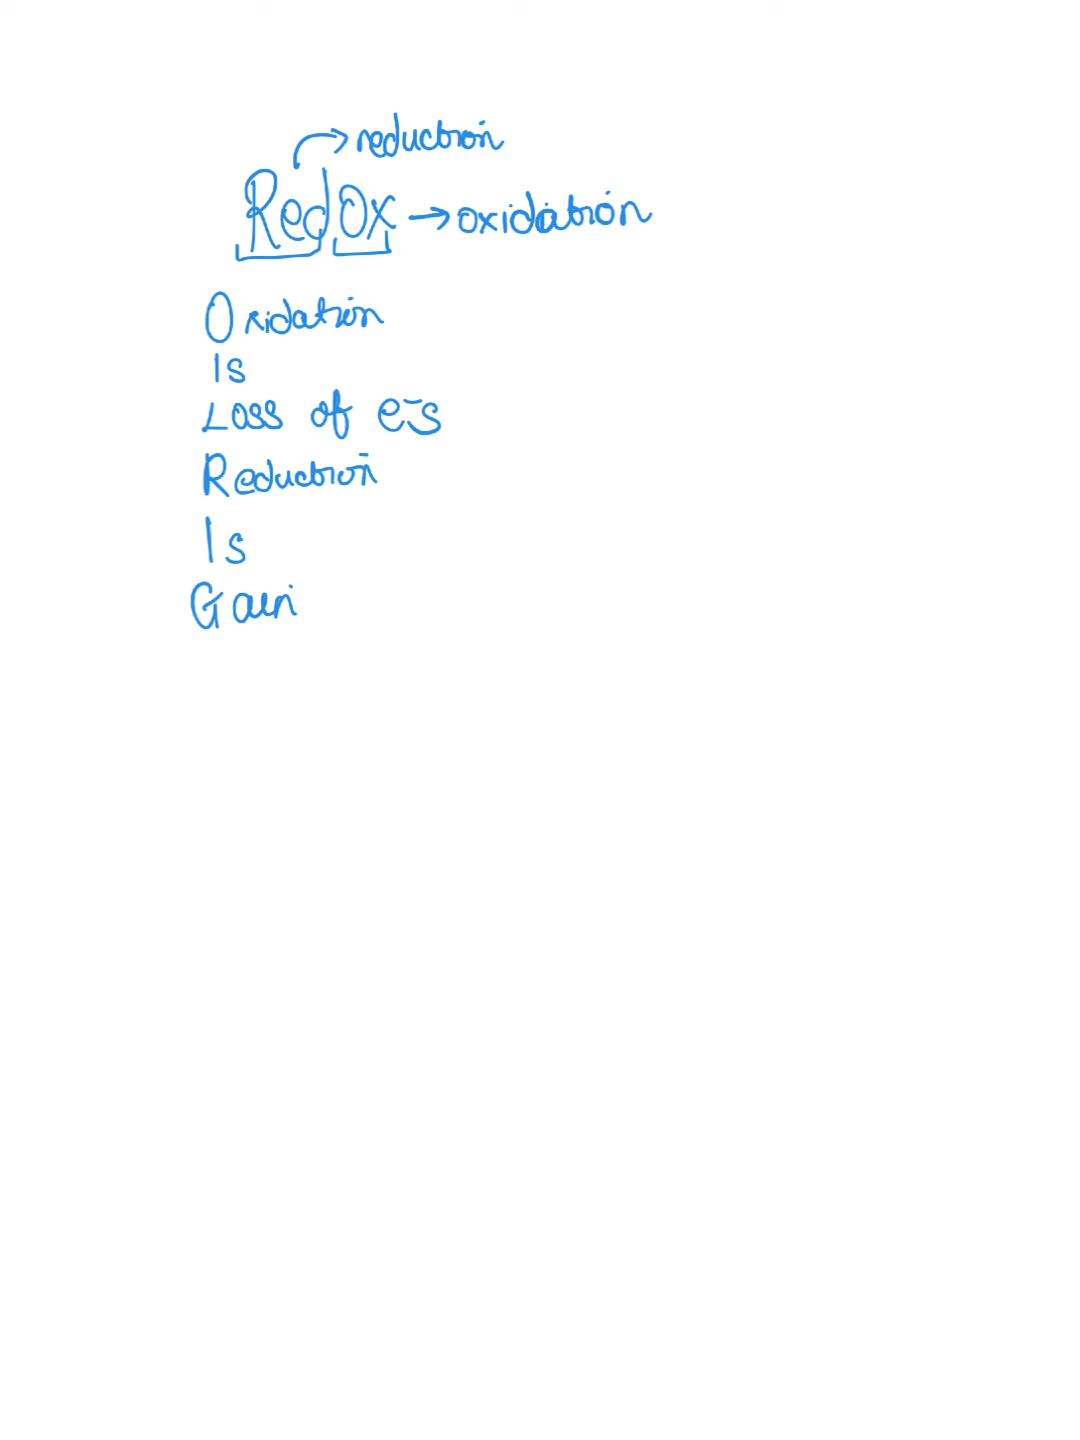 reduction
RedOx → oxidation
Oxidation
Is
Loss of e⁻s
Reduction
Is
Gain